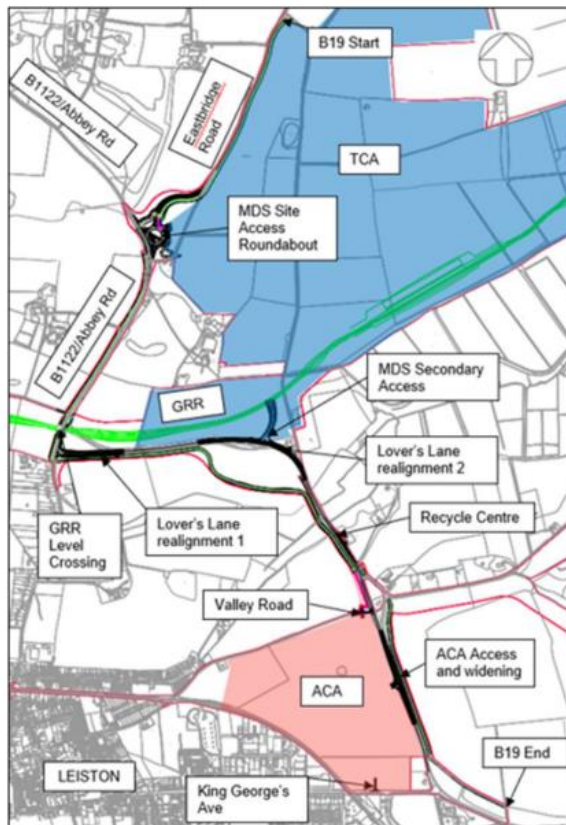 B19 Start
B1122/Abbey Rd
Eastbridge
Road
TCA
MDS Site
Access
Roundabout
B1122/Abbey Rd
MDS Secondary
Access
GRR
Lover's Lane
realignment 2
GRR
Level
Crossing
Lover's Lane
realignment 1
Recycle Centre
Valley Road
ACA Access
and widening
ACA
LEISTON
King George's
Ave
B19 End